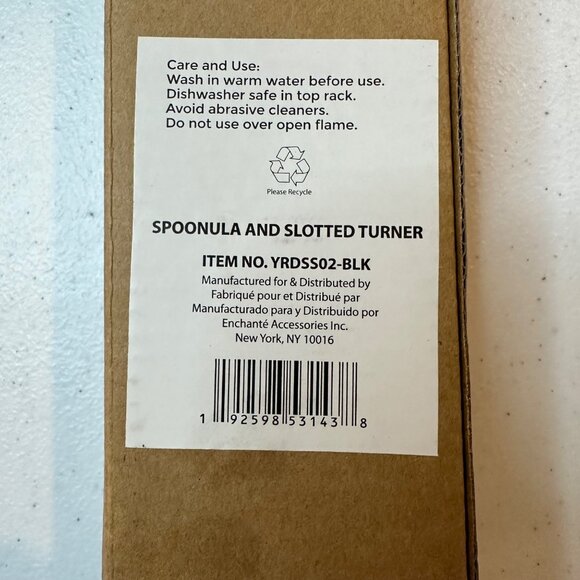 Care and Use:
Wash in warm water before use.
Dishwasher safe in top rack.
Avoid abrasive cleaners.
Do not use over open flame.
Please Recycle
SPOONULA AND SLOTTED TURNER
ITEM NO. YRDSS02-BLK
Manufactured for & Distributed by
Fabriqué pour et Distribué par
Manufacturado para y Distribuido por
Enchanté Accessories Inc.
New York, NY 10016
1 92598 53143 8